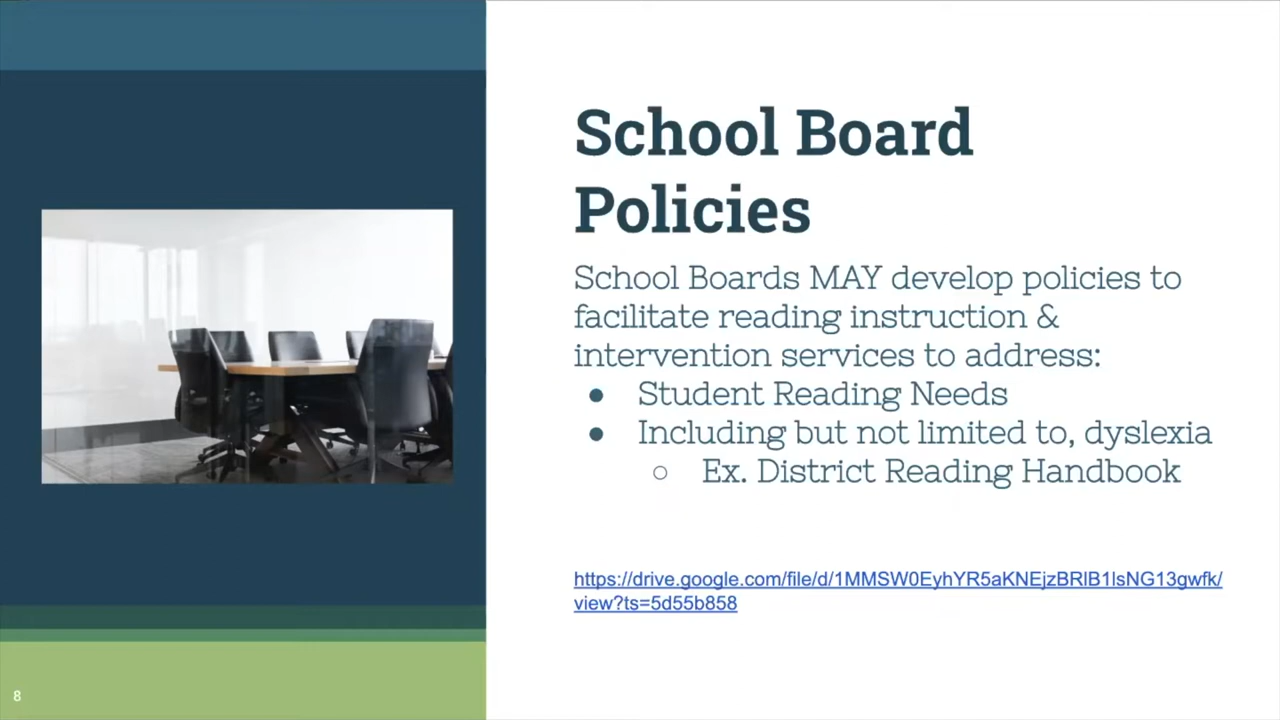 School Board
Policies
School Boards MAY develop policies to
facilitate reading instruction &
intervention services to address:
● Student Reading Needs
● Including but not limited to, dyslexia
○ Ex. District Reading Handbook
https://drive.google.com/file/d/1MMSW0EyhYR5aKNEjzBRlB1lsNG13gwfk/
view?ts=5d55b858
8